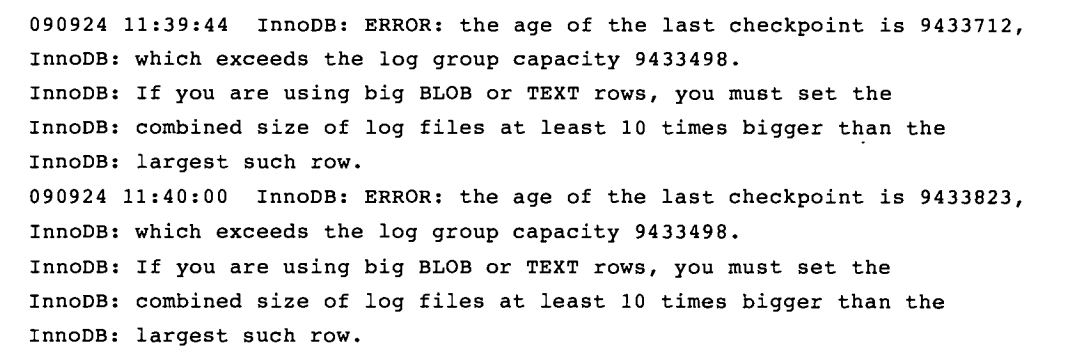 090924 11:39:44  InnoDB: ERROR: the age of the last checkpoint is 9433712,
InnoDB: which exceeds the log group capacity 9433498.
InnoDB: If you are using big BLOB or TEXT rows, you must set the
InnoDB: combined size of log files at least 10 times bigger than the
InnoDB: largest such row.
090924 11:40:00  InnoDB: ERROR: the age of the last checkpoint is 9433823,
InnoDB: which exceeds the log group capacity 9433498.
InnoDB: If you are using big BLOB or TEXT rows, you must set the
InnoDB: combined size of log files at least 10 times bigger than the
InnoDB: largest such row.